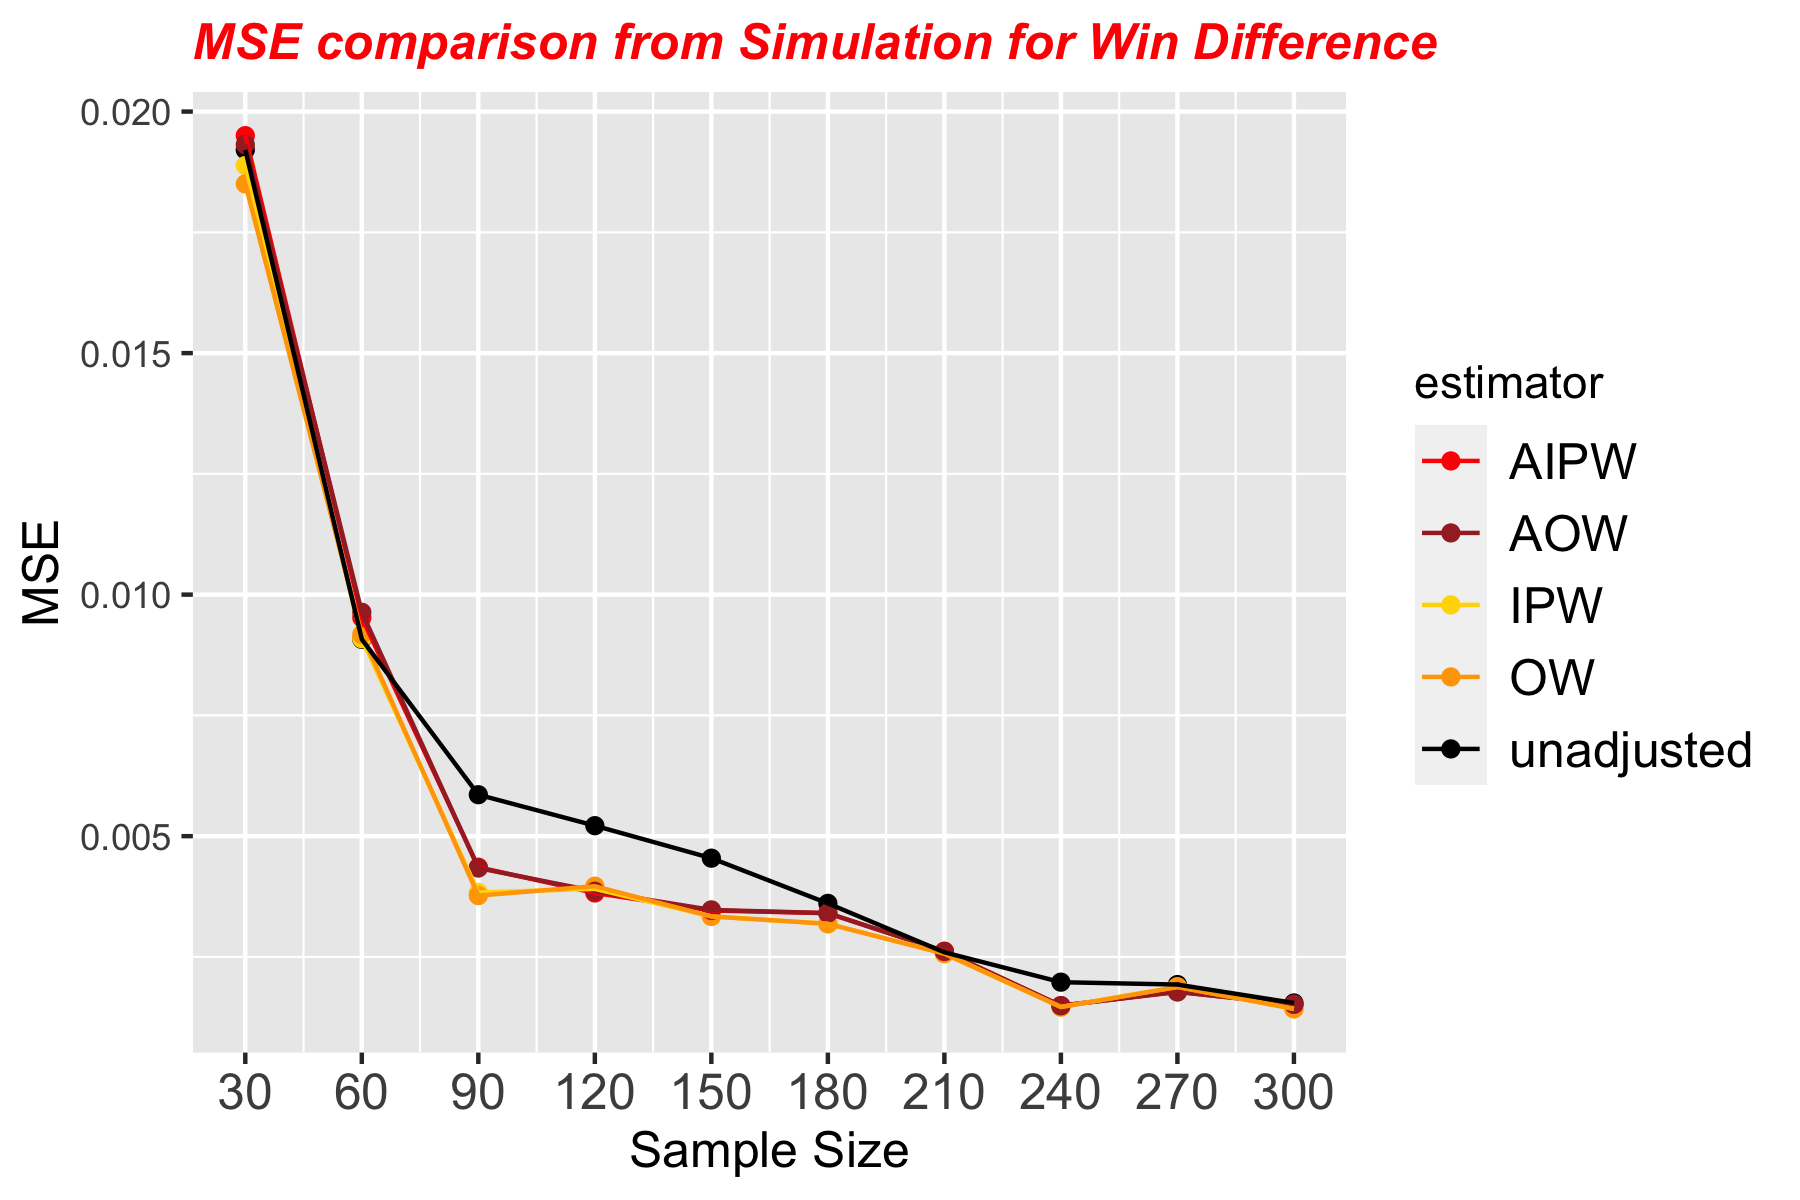 MSE comparison from Simulation for Win Difference
0.020
0.015
0.010
0.005
MSE
30 60 90 120 150 180 210 240 270 300
Sample Size
estimator
AIPW
AOW
IPW
OW
unadjusted